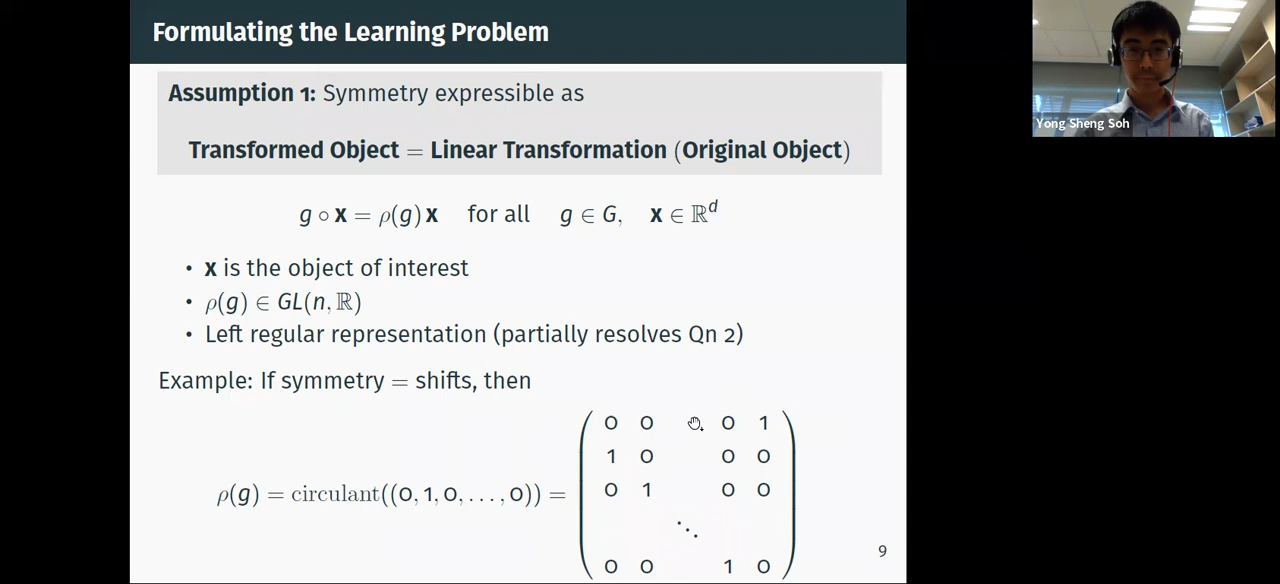 Formulating the Learning Problem
Assumption 1: Symmetry expressible as
Transformed Object = Linear Transformation (Original Object)
g ∘ x = ρ(g)x for all g ∈ G, x ∈ ℝᵈ
• x is the object of interest
• ρ(g) ∈ GL(n, ℝ)
• Left regular representation (partially resolves Qn 2)
Example: If symmetry = shifts, then
ρ(g) = circulant((0, 1, 0, . . . , 0)) =
0 0 0 1
1 0 0 0
0 1 0 0
⋱
0 0 1 0
9
Yong Sheng Soh